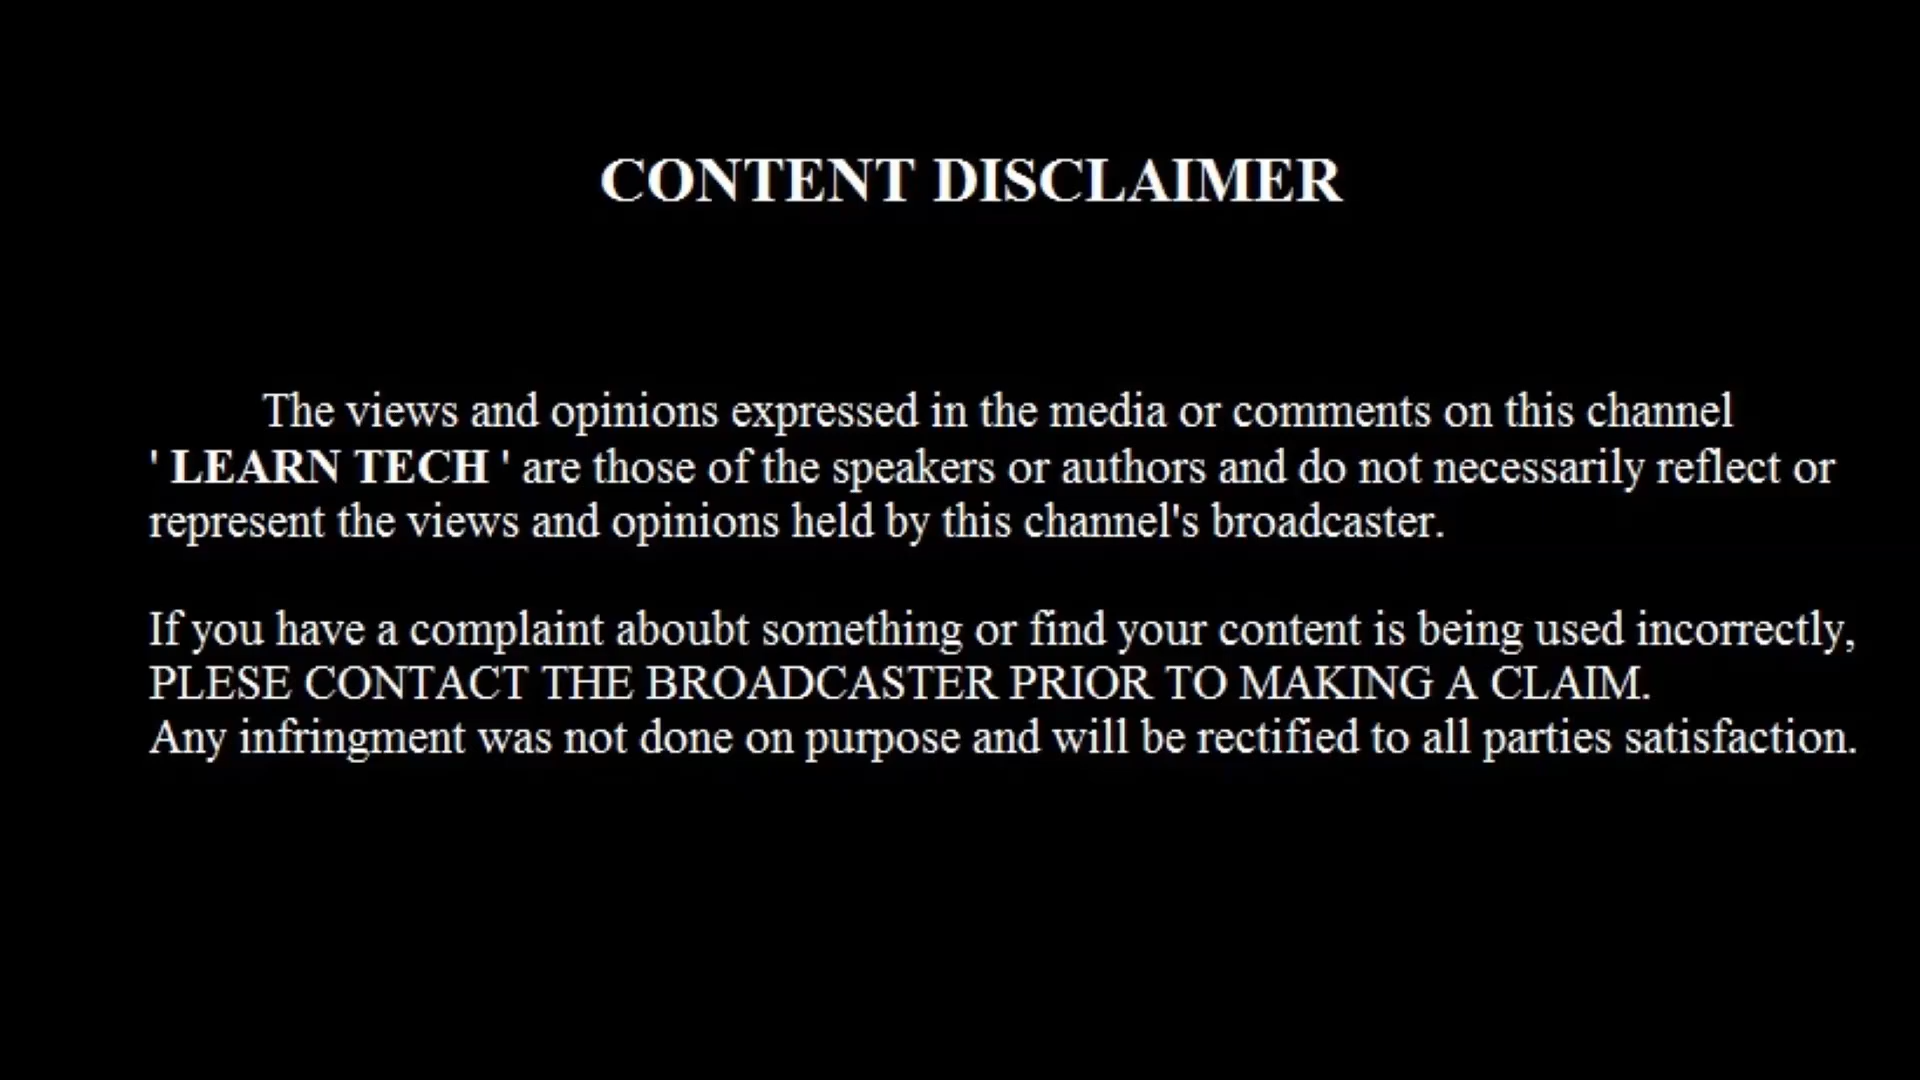 CONTENT DISCLAIMER
The views and opinions expressed in the media or comments on this channel
' LEARN TECH ' are those of the speakers or authors and do not necessarily reflect or
represent the views and opinions held by this channel's broadcaster.
If you have a complaint aboubt something or find your content is being used incorrectly,
PLESE CONTACT THE BROADCASTER PRIOR TO MAKING A CLAIM.
Any infringment was not done on purpose and will be rectified to all parties satisfaction.